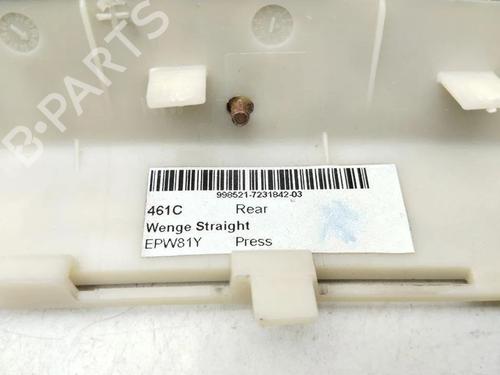 B-PARTS
998521-7231842-03
461C Rear
Wenge Straight
EPW81Y Press